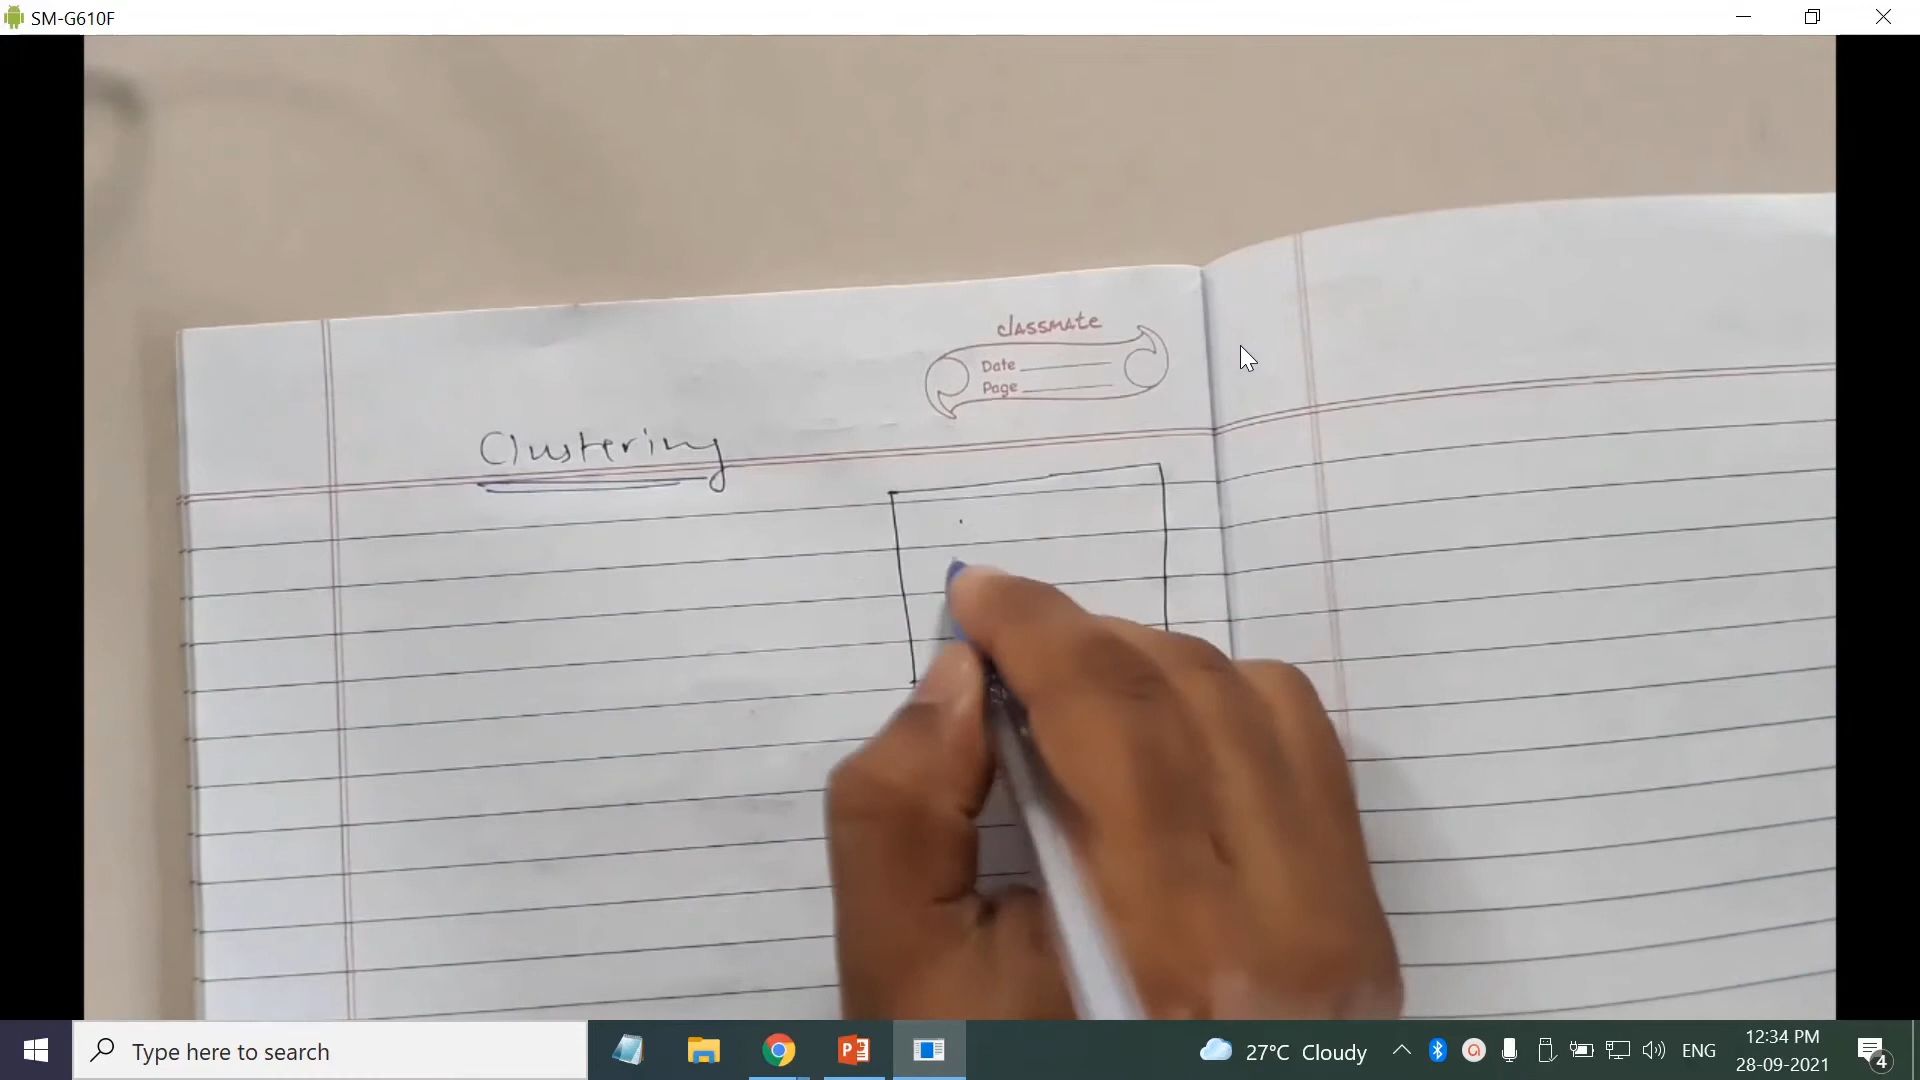 SM-G610F
classmate
Date
Page
Clustering
Type here to search
27°C Cloudy
ENG
12:34 PM
28-09-2021
4